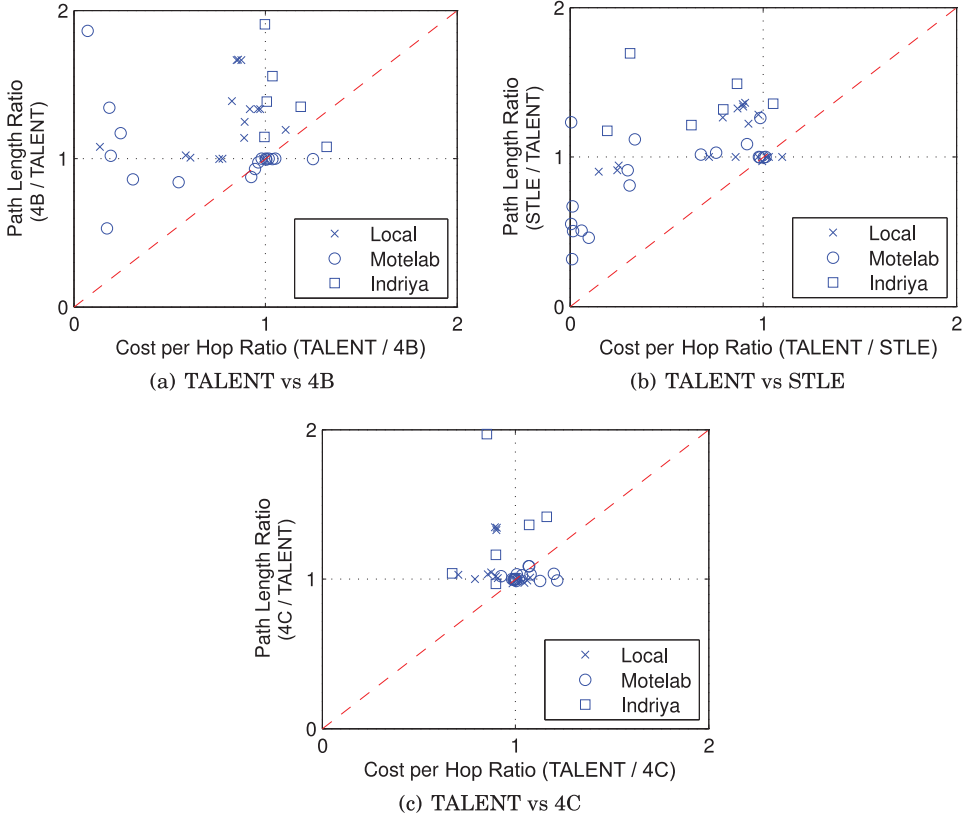 2
Path Length Ratio
(4B / TALENT)
1
0
0
1
2
Local
Motelab
Indriya
Cost per Hop Ratio (TALENT / 4B)
(a) TALENT vs 4B
2
Path Length Ratio
(STLE / TALENT)
1
0
0
1
2
Local
Motelab
Indriya
Cost per Hop Ratio (TALENT / STLE)
(b) TALENT vs STLE
2
Path Length Ratio
(4C / TALENT)
1
0
0
1
2
Local
Motelab
Indriya
Cost per Hop Ratio (TALENT / 4C)
(c) TALENT vs 4C